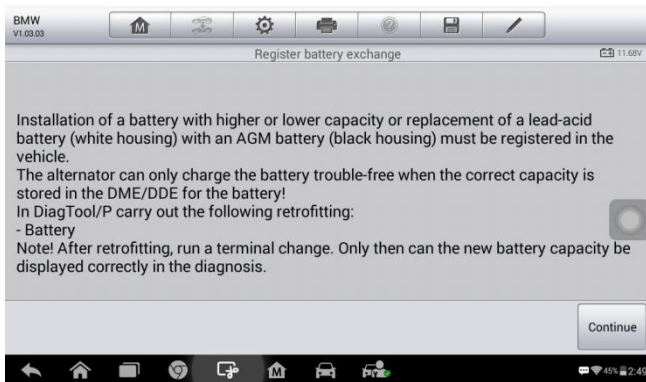 BMW
V1.03.03
Register battery exchange
11.68V
Installation of a battery with higher or lower capacity or replacement of a lead-acid
battery (white housing) with an AGM battery (black housing) must be registered in the
vehicle.
The alternator can only charge the battery trouble-free when the correct capacity is
stored in the DME/DDE for the battery!
In DiagTool/P carry out the following retrofitting:
- Battery
Note! After retrofitting, run a terminal change. Only then can the new battery capacity be
displayed correctly in the diagnosis.
Continue
45% 2:49